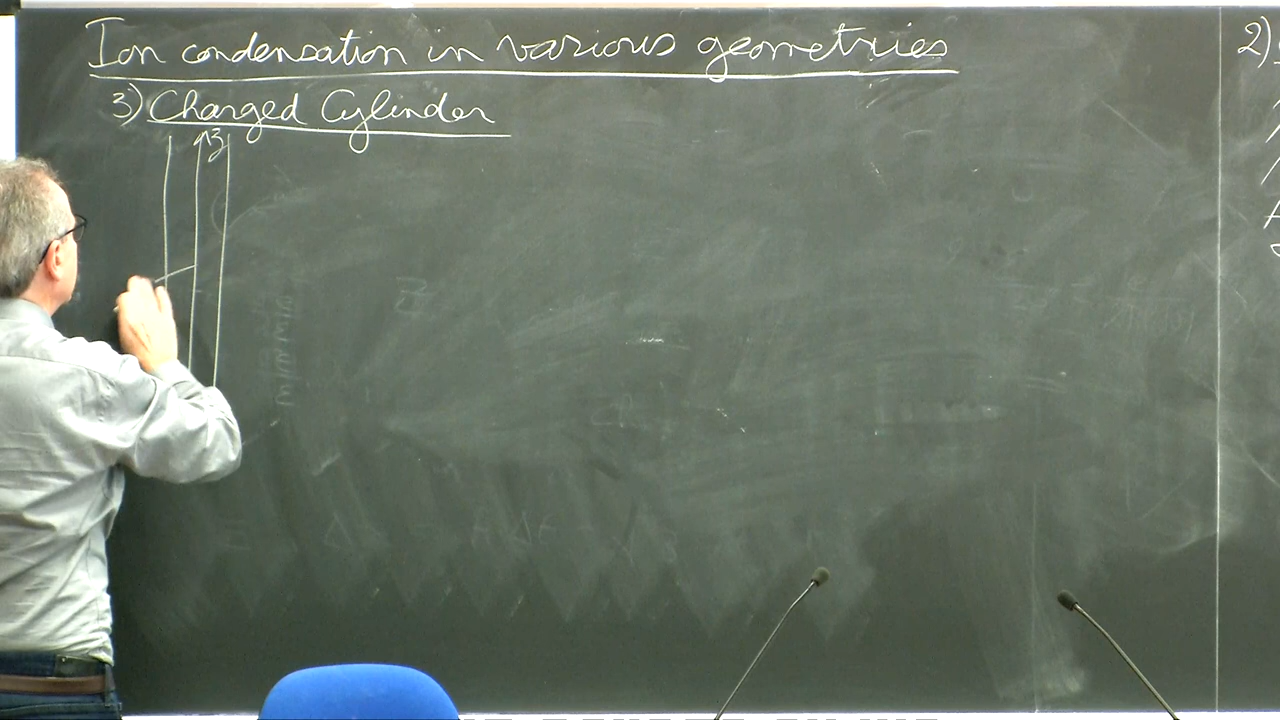 Ion condensation in various geometries
3) Charged Cylinder
z
2)